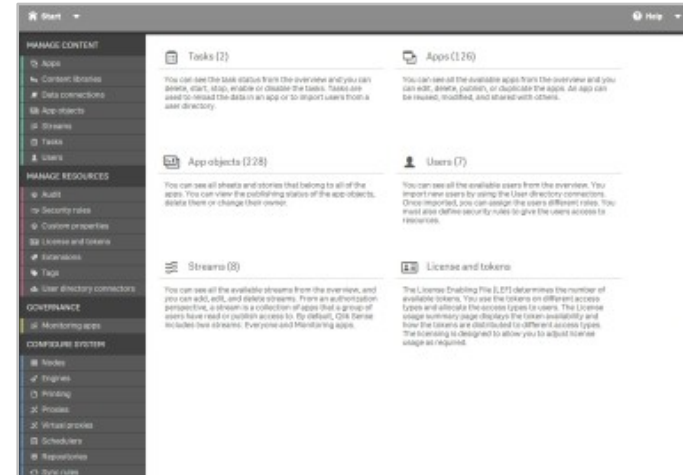 Start
Help
MANAGE CONTENT
Apps
Content libraries
Data connections
App objects
Streams
Tasks
Users
MANAGE RESOURCES
Audit
Security rules
Custom properties
License and tokens
Extensions
Tags
User directory connectors
GOVERNANCE
Monitoring apps
CONFIGURE SYSTEM
Nodes
Engines
Printing
Proxies
Virtual proxies
Schedulers
Repositories
Sync rules
Tasks (2)
You can see the task status from the overview and you can
delete, start, stop, enable or disable the tasks. Tasks are
used to reload the data in an app or to import users from a
user directory.
Apps (126)
You can see all the available apps from the overview and you
can edit, delete, publish, or duplicate the apps. An app can
be reused, modified, and shared with others.
App objects (228)
You can see all sheets and stories that belong to all of the
apps. You can view the publishing status of the app objects,
delete them or change their owner.
Users (7)
You can see all the available users from the overview. You
import new users by using the User directory connectors.
Once imported, you can assign the users different roles. You
must also define security rules to give the users access to
resources.
Streams (8)
You can see all the available streams from the overview, and
you can add, edit, and delete streams. From an authorization
perspective, a stream is a collection of apps that a group of
users have read or publish access to. By default, Qlik Sense
includes two streams: Everyone and Monitoring apps.
License and tokens
The License Enabling File (LEF) determines the number of
available tokens. You use the tokens on different access
types and allocate the access types to users. The License
usage summary page displays the token availability and
how the tokens are distributed to different access types.
The licensing is designed to allow you to adjust license
usage as required.